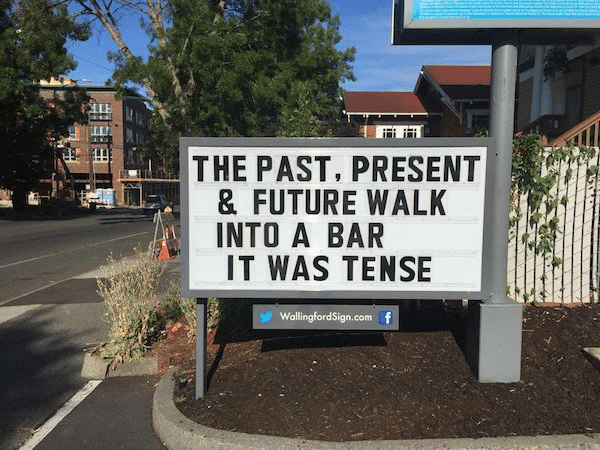 THE PAST, PRESENT
& FUTURE WALK
INTO A BAR
IT WAS TENSE
WallingfordSign.com f